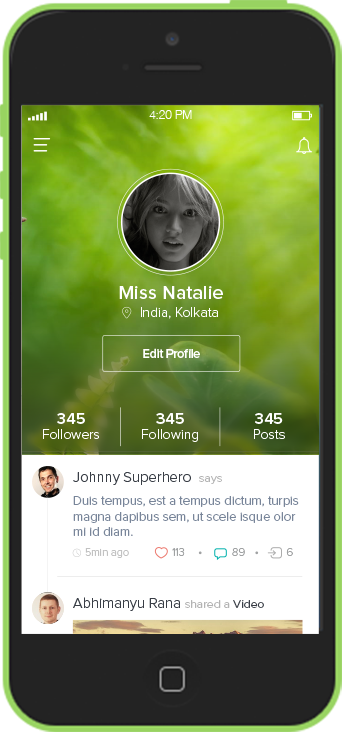 4:20 PM
Miss Natalie
India, Kolkata
Edit Profile
345 345 345
Followers Following Posts
Johnny Superhero says
Duis tempus, est a tempus dictum, turpis
magna dapibus sem, ut scele isque olor
mi id diam.
5min ago 113 • 89 • 6
Abhimanyu Rana shared a Video